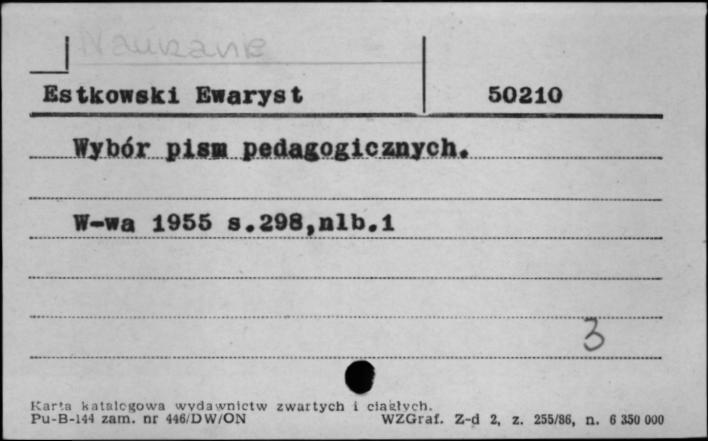 Nauczanie
Estkowski Ewaryst 50210
Wybór pism pedagogicznych.
W-wa 1955 s.298,nlb.1
3
Karta katalogowa wydawnictw zwartych i ciągłych.
Pu-B-144 zam. nr 446/DW/ON WZGraf. Z-d 2, z. 255/86, n. 6 350 000